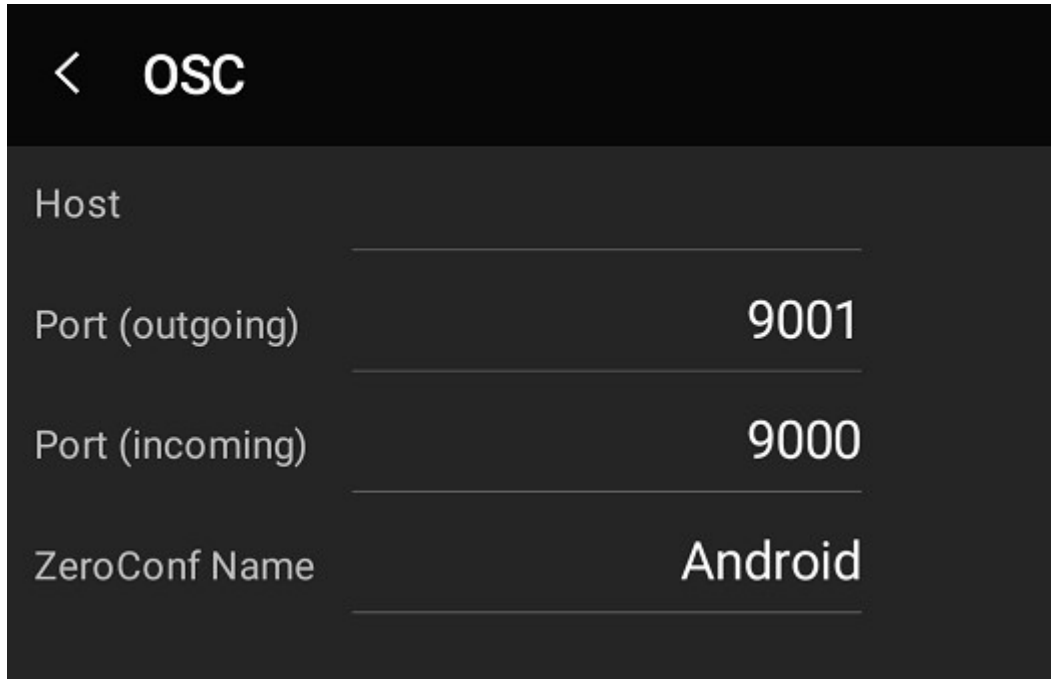 OSC
Host
Port (outgoing) 9001
Port (incoming) 9000
ZeroConf Name Android